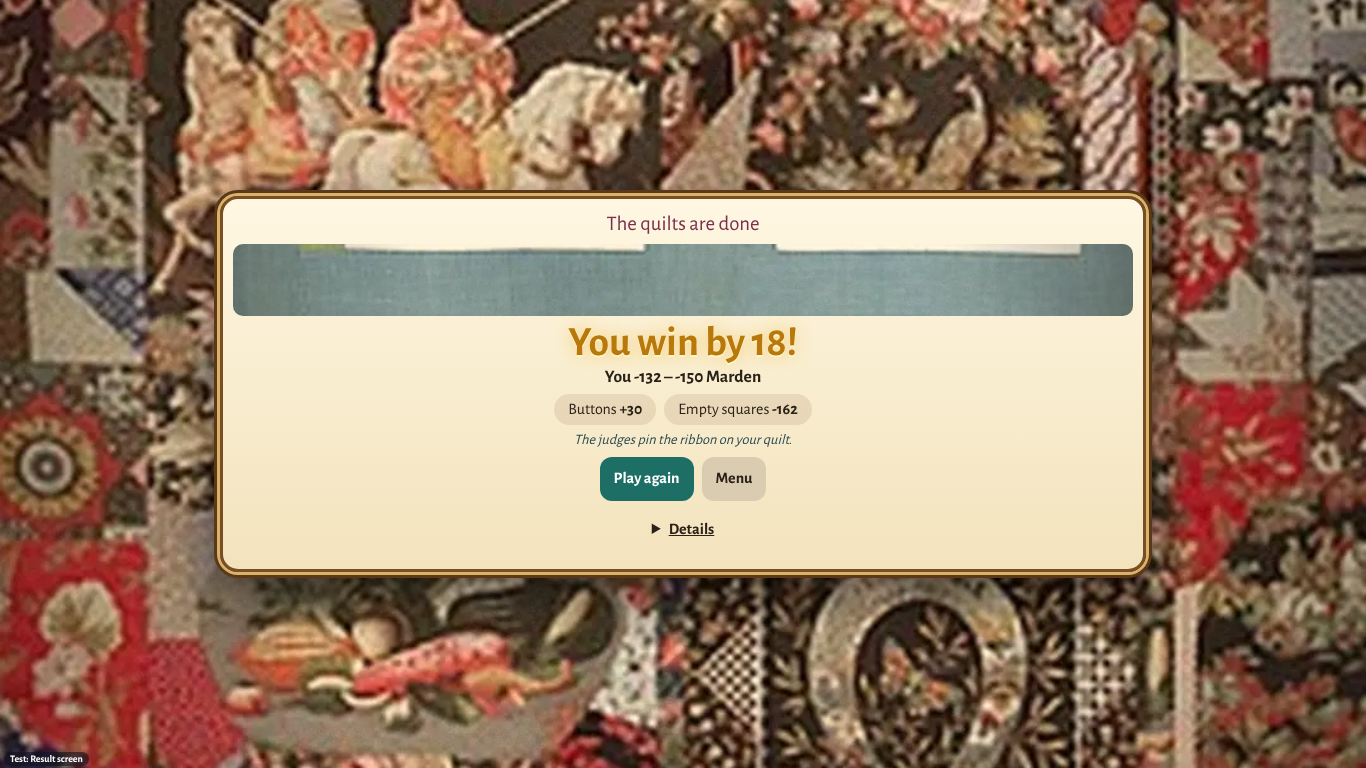 The quilts are done
You win by 18!
You -132 – -150 Marden
Buttons +30 Empty squares -162
The judges pin the ribbon on your quilt.
Play again Menu
▶ Details
Test: Result screen